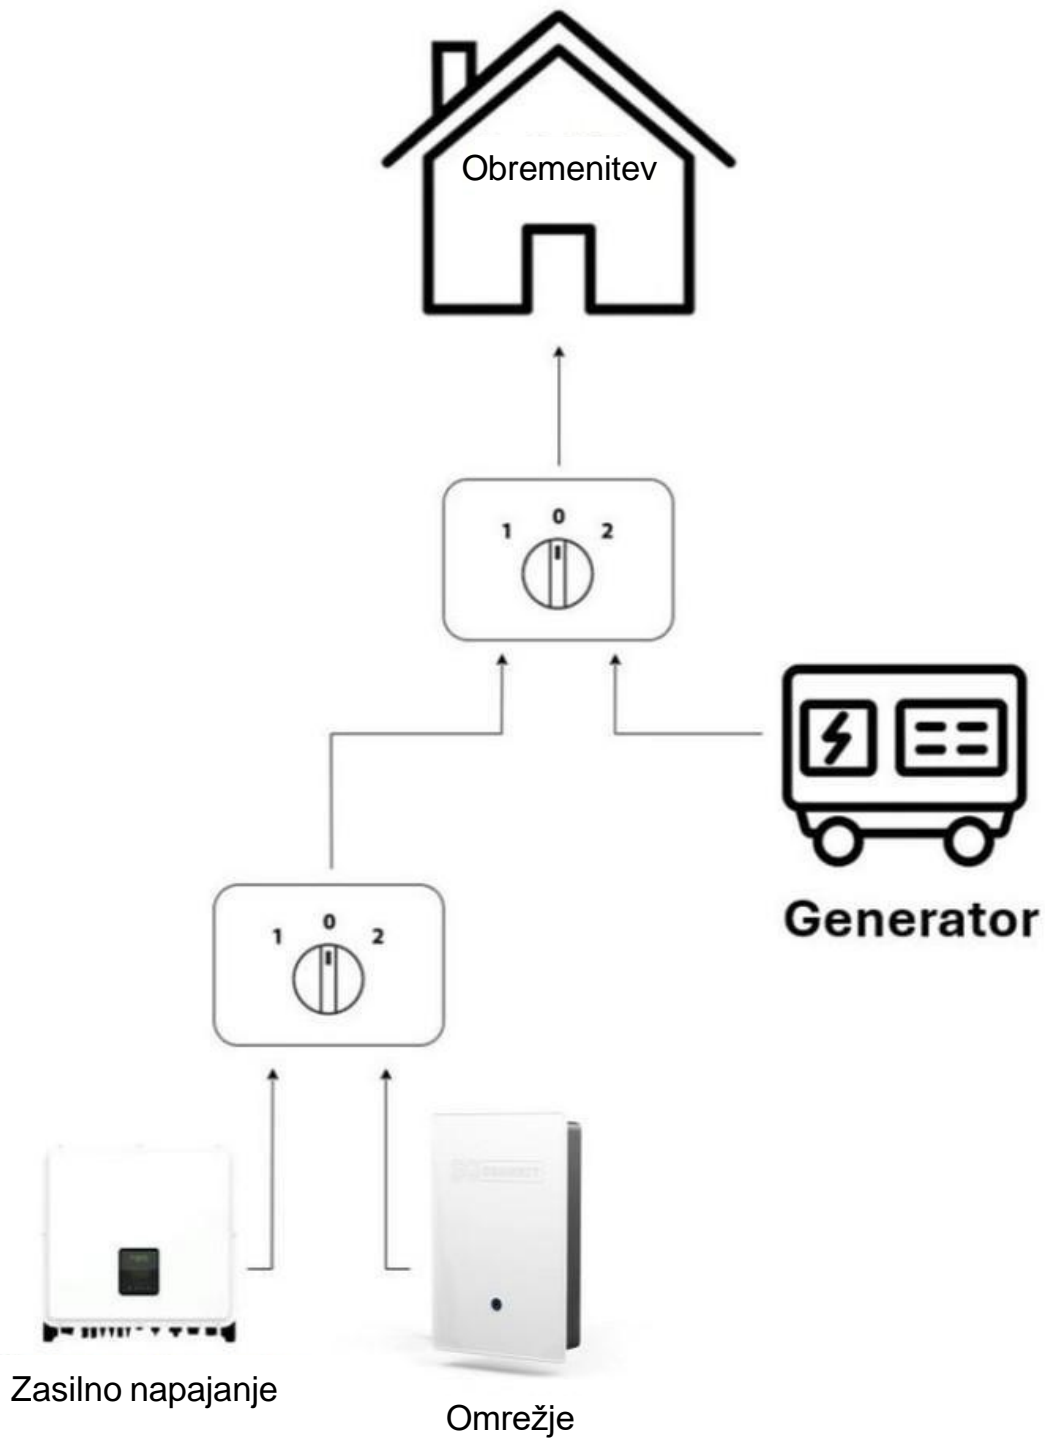 Obremenitev
1 0 2
Generator
1 0 2
Zasilno napajanje
Omrežje